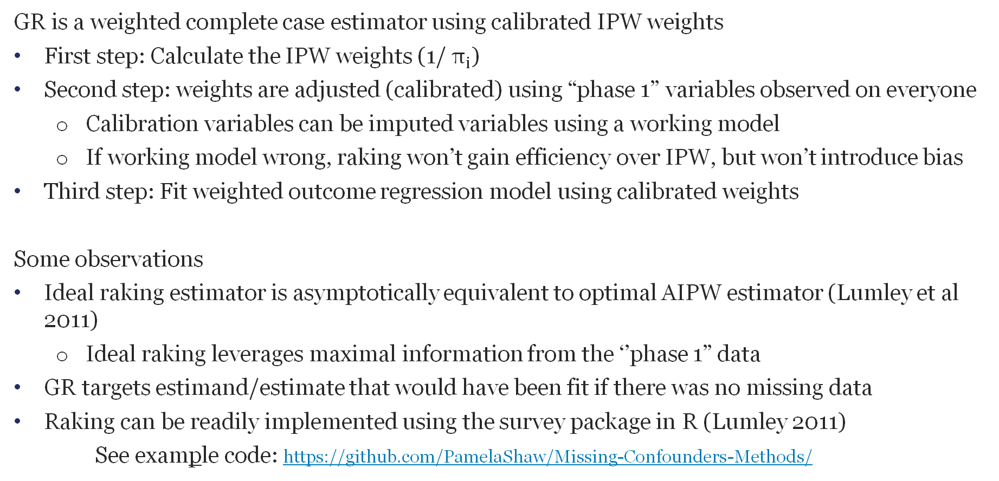 GR is a weighted complete case estimator using calibrated IPW weights
• First step: Calculate the IPW weights (1/ πi)
• Second step: weights are adjusted (calibrated) using “phase 1” variables observed on everyone
o Calibration variables can be imputed variables using a working model
o If working model wrong, raking won’t gain efficiency over IPW, but won’t introduce bias
• Third step: Fit weighted outcome regression model using calibrated weights
Some observations
• Ideal raking estimator is asymptotically equivalent to optimal AIPW estimator (Lumley et al
2011)
o Ideal raking leverages maximal information from the ‘’phase 1” data
• GR targets estimand/estimate that would have been fit if there was no missing data
• Raking can be readily implemented using the survey package in R (Lumley 2011)
See example code: https://github.com/PamelaShaw/Missing-Confounders-Methods/